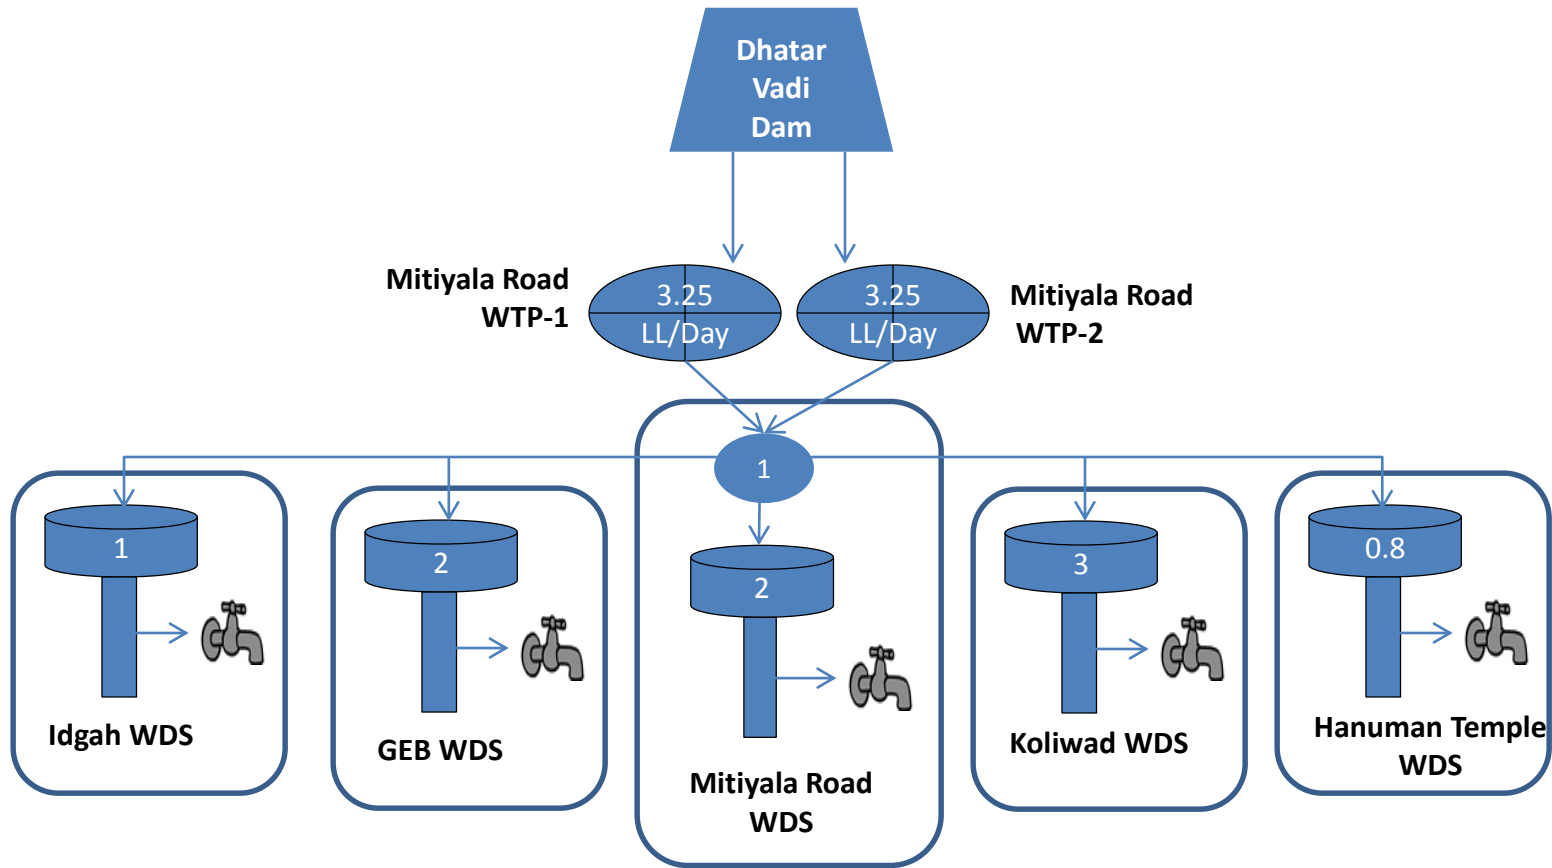 Dhatar
Vadi
Dam
Mitiyala Road
WTP-1
3.25
LL/Day
3.25
LL/Day
Mitiyala Road
WTP-2
1
1
2
2
3
0.8
Idgah WDS
GEB WDS
Mitiyala Road
WDS
Koliwad WDS
Hanuman Temple
WDS